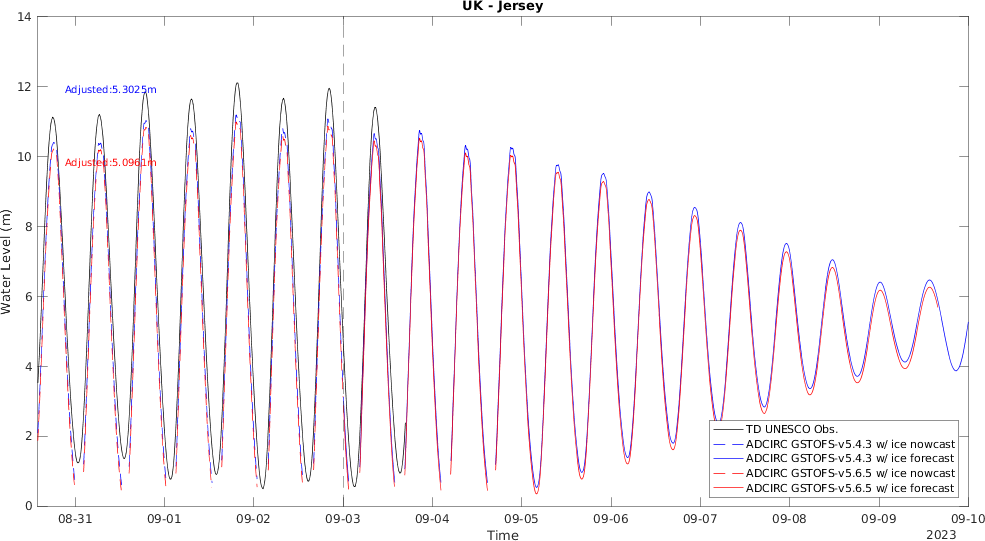 UK - Jersey
14
12
10
8
6
4
2
0
Water Level (m)
Adjusted:5.3025m
Adjusted:5.0961m
TD UNESCO Obs.
ADCIRC GSTOFS-v5.4.3 w/ ice nowcast
ADCIRC GSTOFS-v5.4.3 w/ ice forecast
ADCIRC GSTOFS-v5.6.5 w/ ice nowcast
ADCIRC GSTOFS-v5.6.5 w/ ice forecast
08-31 09-01 09-02 09-03 09-04 09-05 09-06 09-07 09-08 09-09 09-10
Time
2023